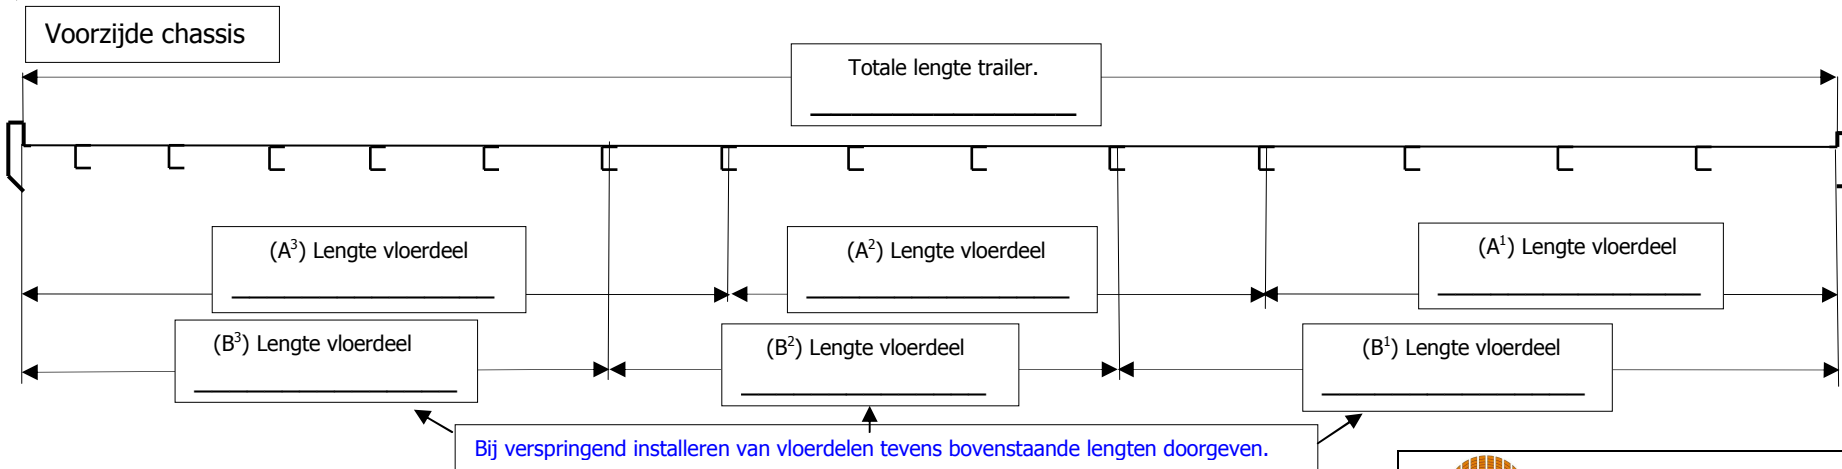 Voorzijde chassis
Totale lengte trailer.
(A³) Lengte vloerdeel
(A²) Lengte vloerdeel
(A¹) Lengte vloerdeel
(B³) Lengte vloerdeel
(B²) Lengte vloerdeel
(B¹) Lengte vloerdeel
Bij verspringend installeren van vloerdelen tevens bovenstaande lengten doorgeven.